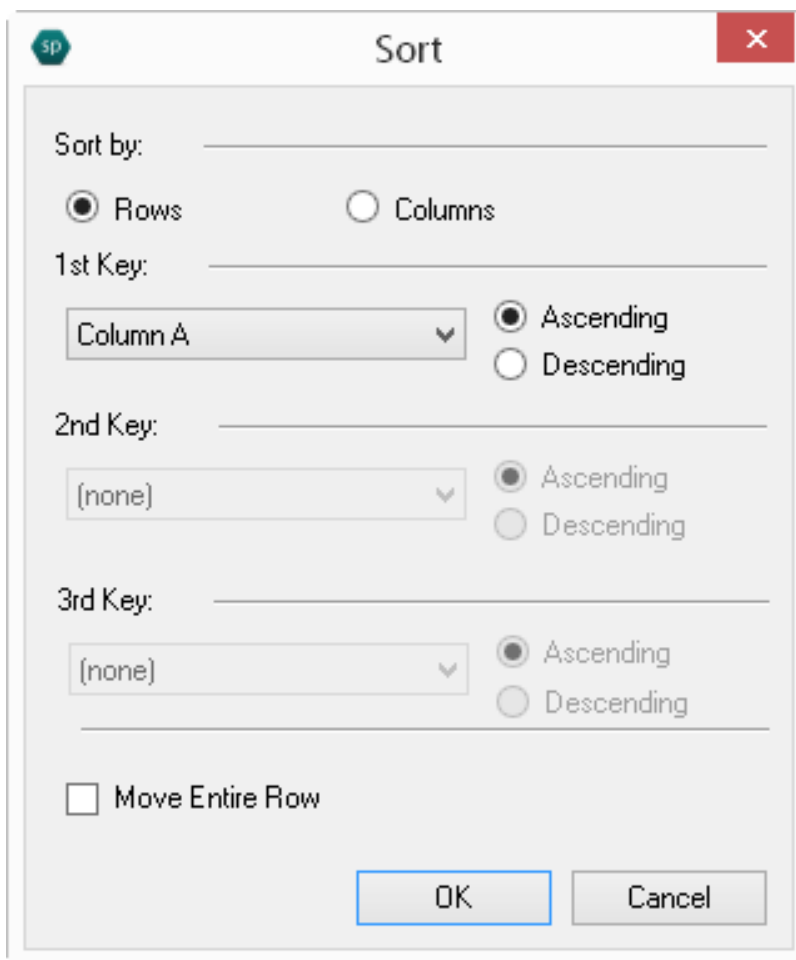 sp
Sort
Sort by:
Rows Columns
1st Key:
Column A
Ascending
Descending
2nd Key:
(none)
Ascending
Descending
3rd Key:
(none)
Ascending
Descending
Move Entire Row
OK Cancel